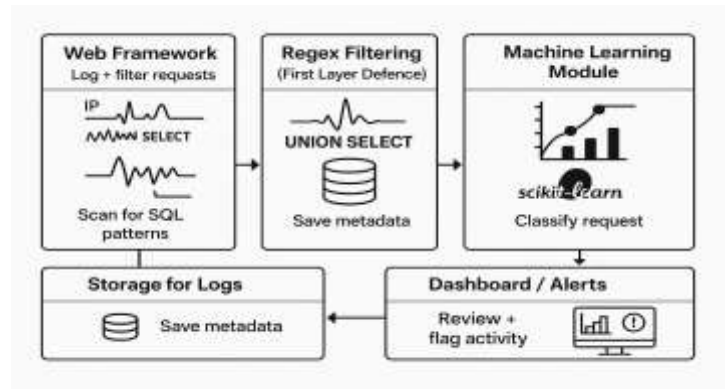 Web Framework
Log + filter requests
IP
SELECT
Scan for SQL
patterns
Regex Filtering
(First Layer Defence)
UNION SELECT
Save metadata
Machine Learning
Module
scikit-learn
Classify request
Storage for Logs
Save metadata
Dashboard / Alerts
Review +
flag activity